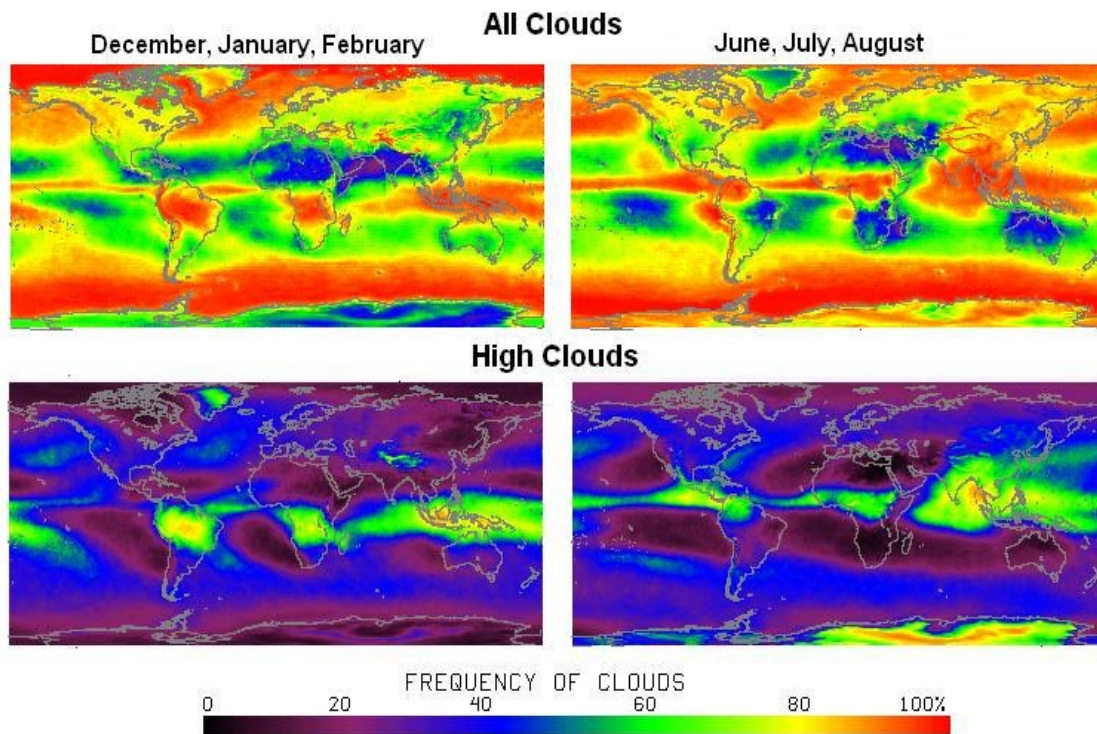 All Clouds
December, January, February
June, July, August
High Clouds
FREQUENCY OF CLOUDS
0 20 40 60 80 100%